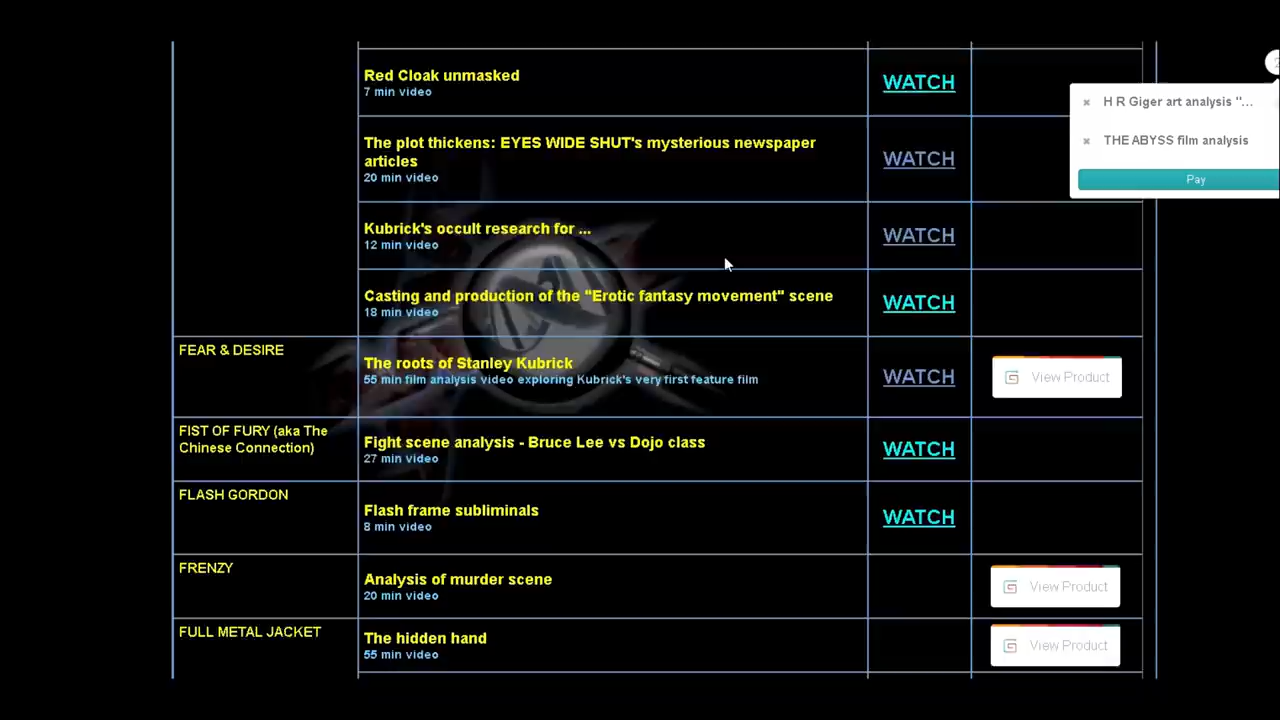 Red Cloak unmasked
7 min video
WATCH
H R Giger art analysis "...
The plot thickens: EYES WIDE SHUT's mysterious newspaper
articles
20 min video
WATCH
THE ABYSS film analysis
Pay
Kubrick's occult research for ...
12 min video
WATCH
Casting and production of the "Erotic fantasy movement" scene
18 min video
WATCH
FEAR & DESIRE
The roots of Stanley Kubrick
55 min film analysis video exploring Kubrick's very first feature film
WATCH
View Product
FIST OF FURY (aka The
Chinese Connection)
Fight scene analysis - Bruce Lee vs Dojo class
27 min video
WATCH
FLASH GORDON
Flash frame subliminals
8 min video
WATCH
FRENZY
Analysis of murder scene
20 min video
View Product
FULL METAL JACKET
The hidden hand
55 min video
View Product